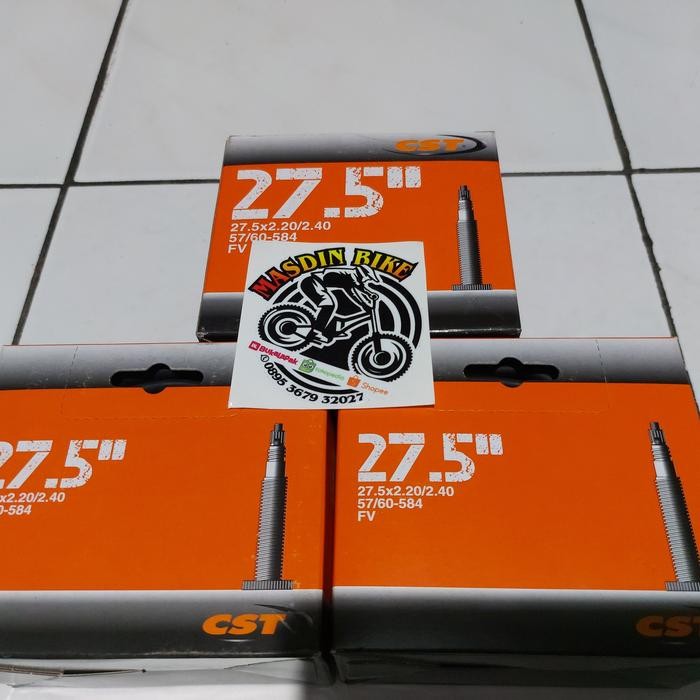 CST
27.5"
27.5x2.20/2.40
57/60-584
FV
MASDIN BIKE
Bukalapak
tokopedia
Shopee
0895 3679 32027
27.5"
x2.20/2.40
0-584
CST
27.5"
27.5x2.20/2.40
57/60-584
FV
CST